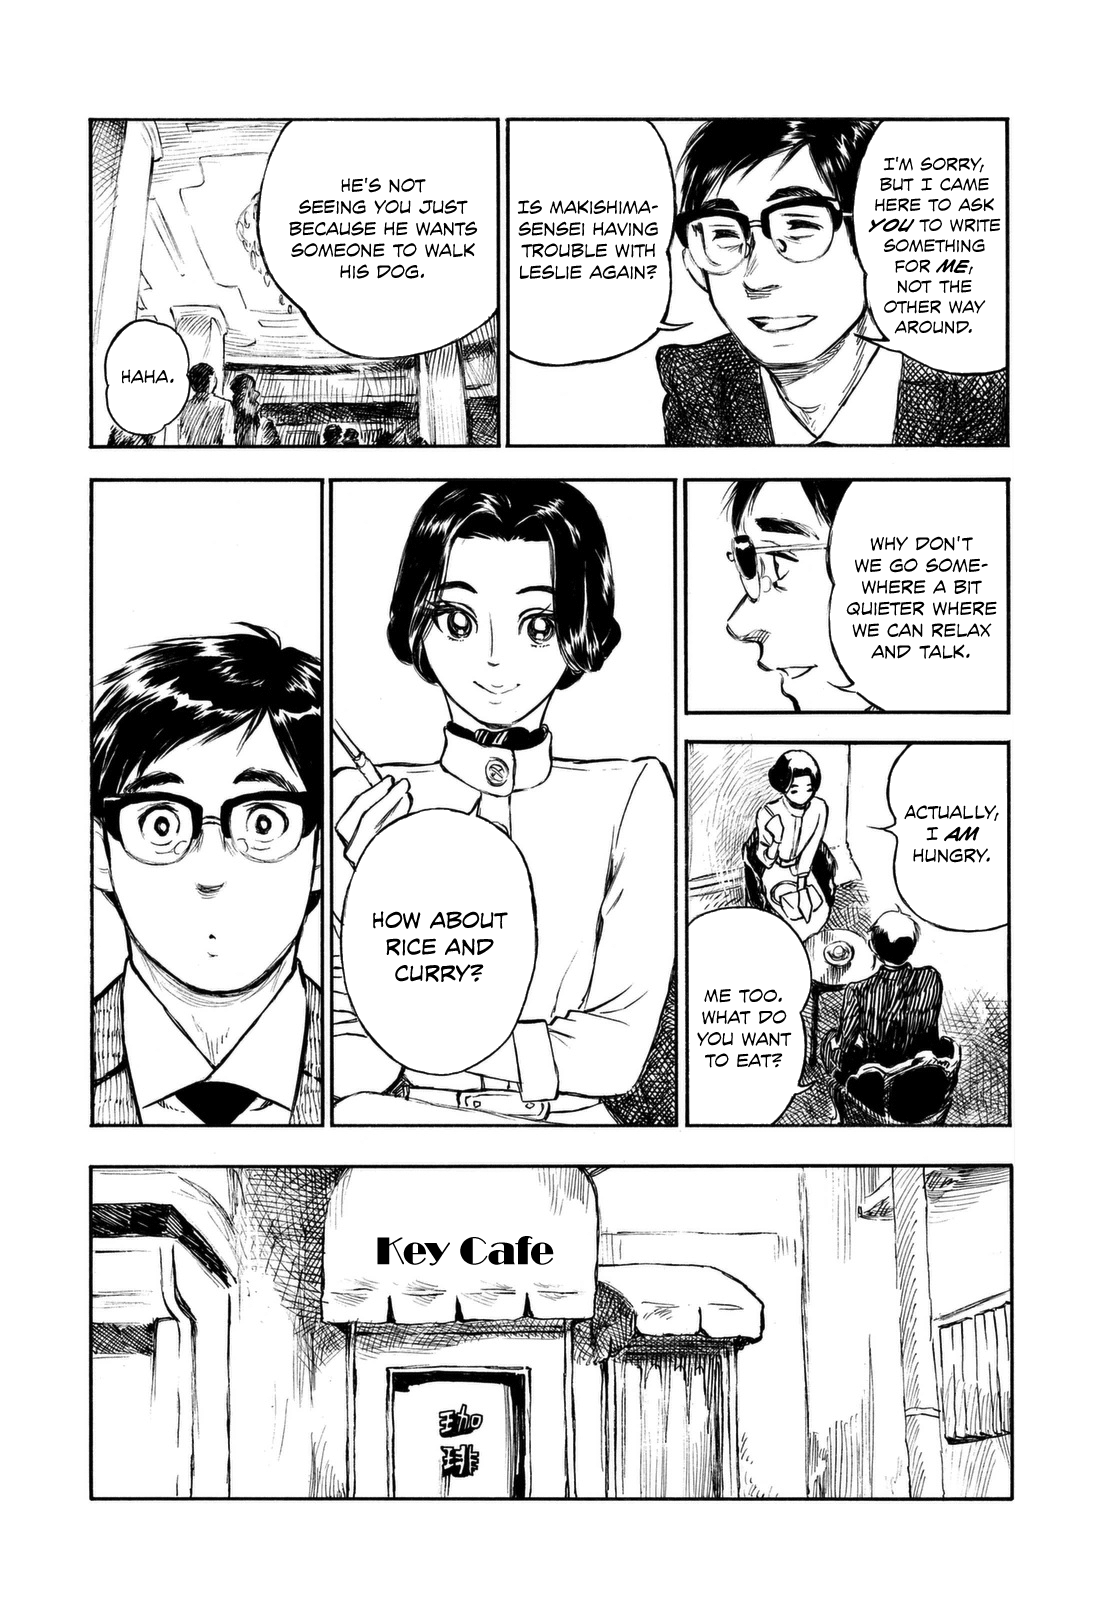 I'M SORRY,
BUT I CAME
HERE TO ASK
YOU TO WRITE
SOMETHING
FOR ME,
NOT THE
OTHER WAY
AROUND.
IS MAKISHIMA-
SENSEI HAVING
TROUBLE WITH
LESLIE AGAIN?
HE'S NOT
SEEING YOU JUST
BECAUSE HE WANTS
SOMEONE TO WALK
HIS DOG.
HAHA.
WHY DON'T
WE GO SOME-
WHERE A BIT
QUIETER WHERE
WE CAN RELAX
AND TALK.
ACTUALLY,
I AM
HUNGRY.
ME TOO.
WHAT DO
YOU WANT
TO EAT?
HOW ABOUT
RICE AND
CURRY?
Key Cafe
珈
琲